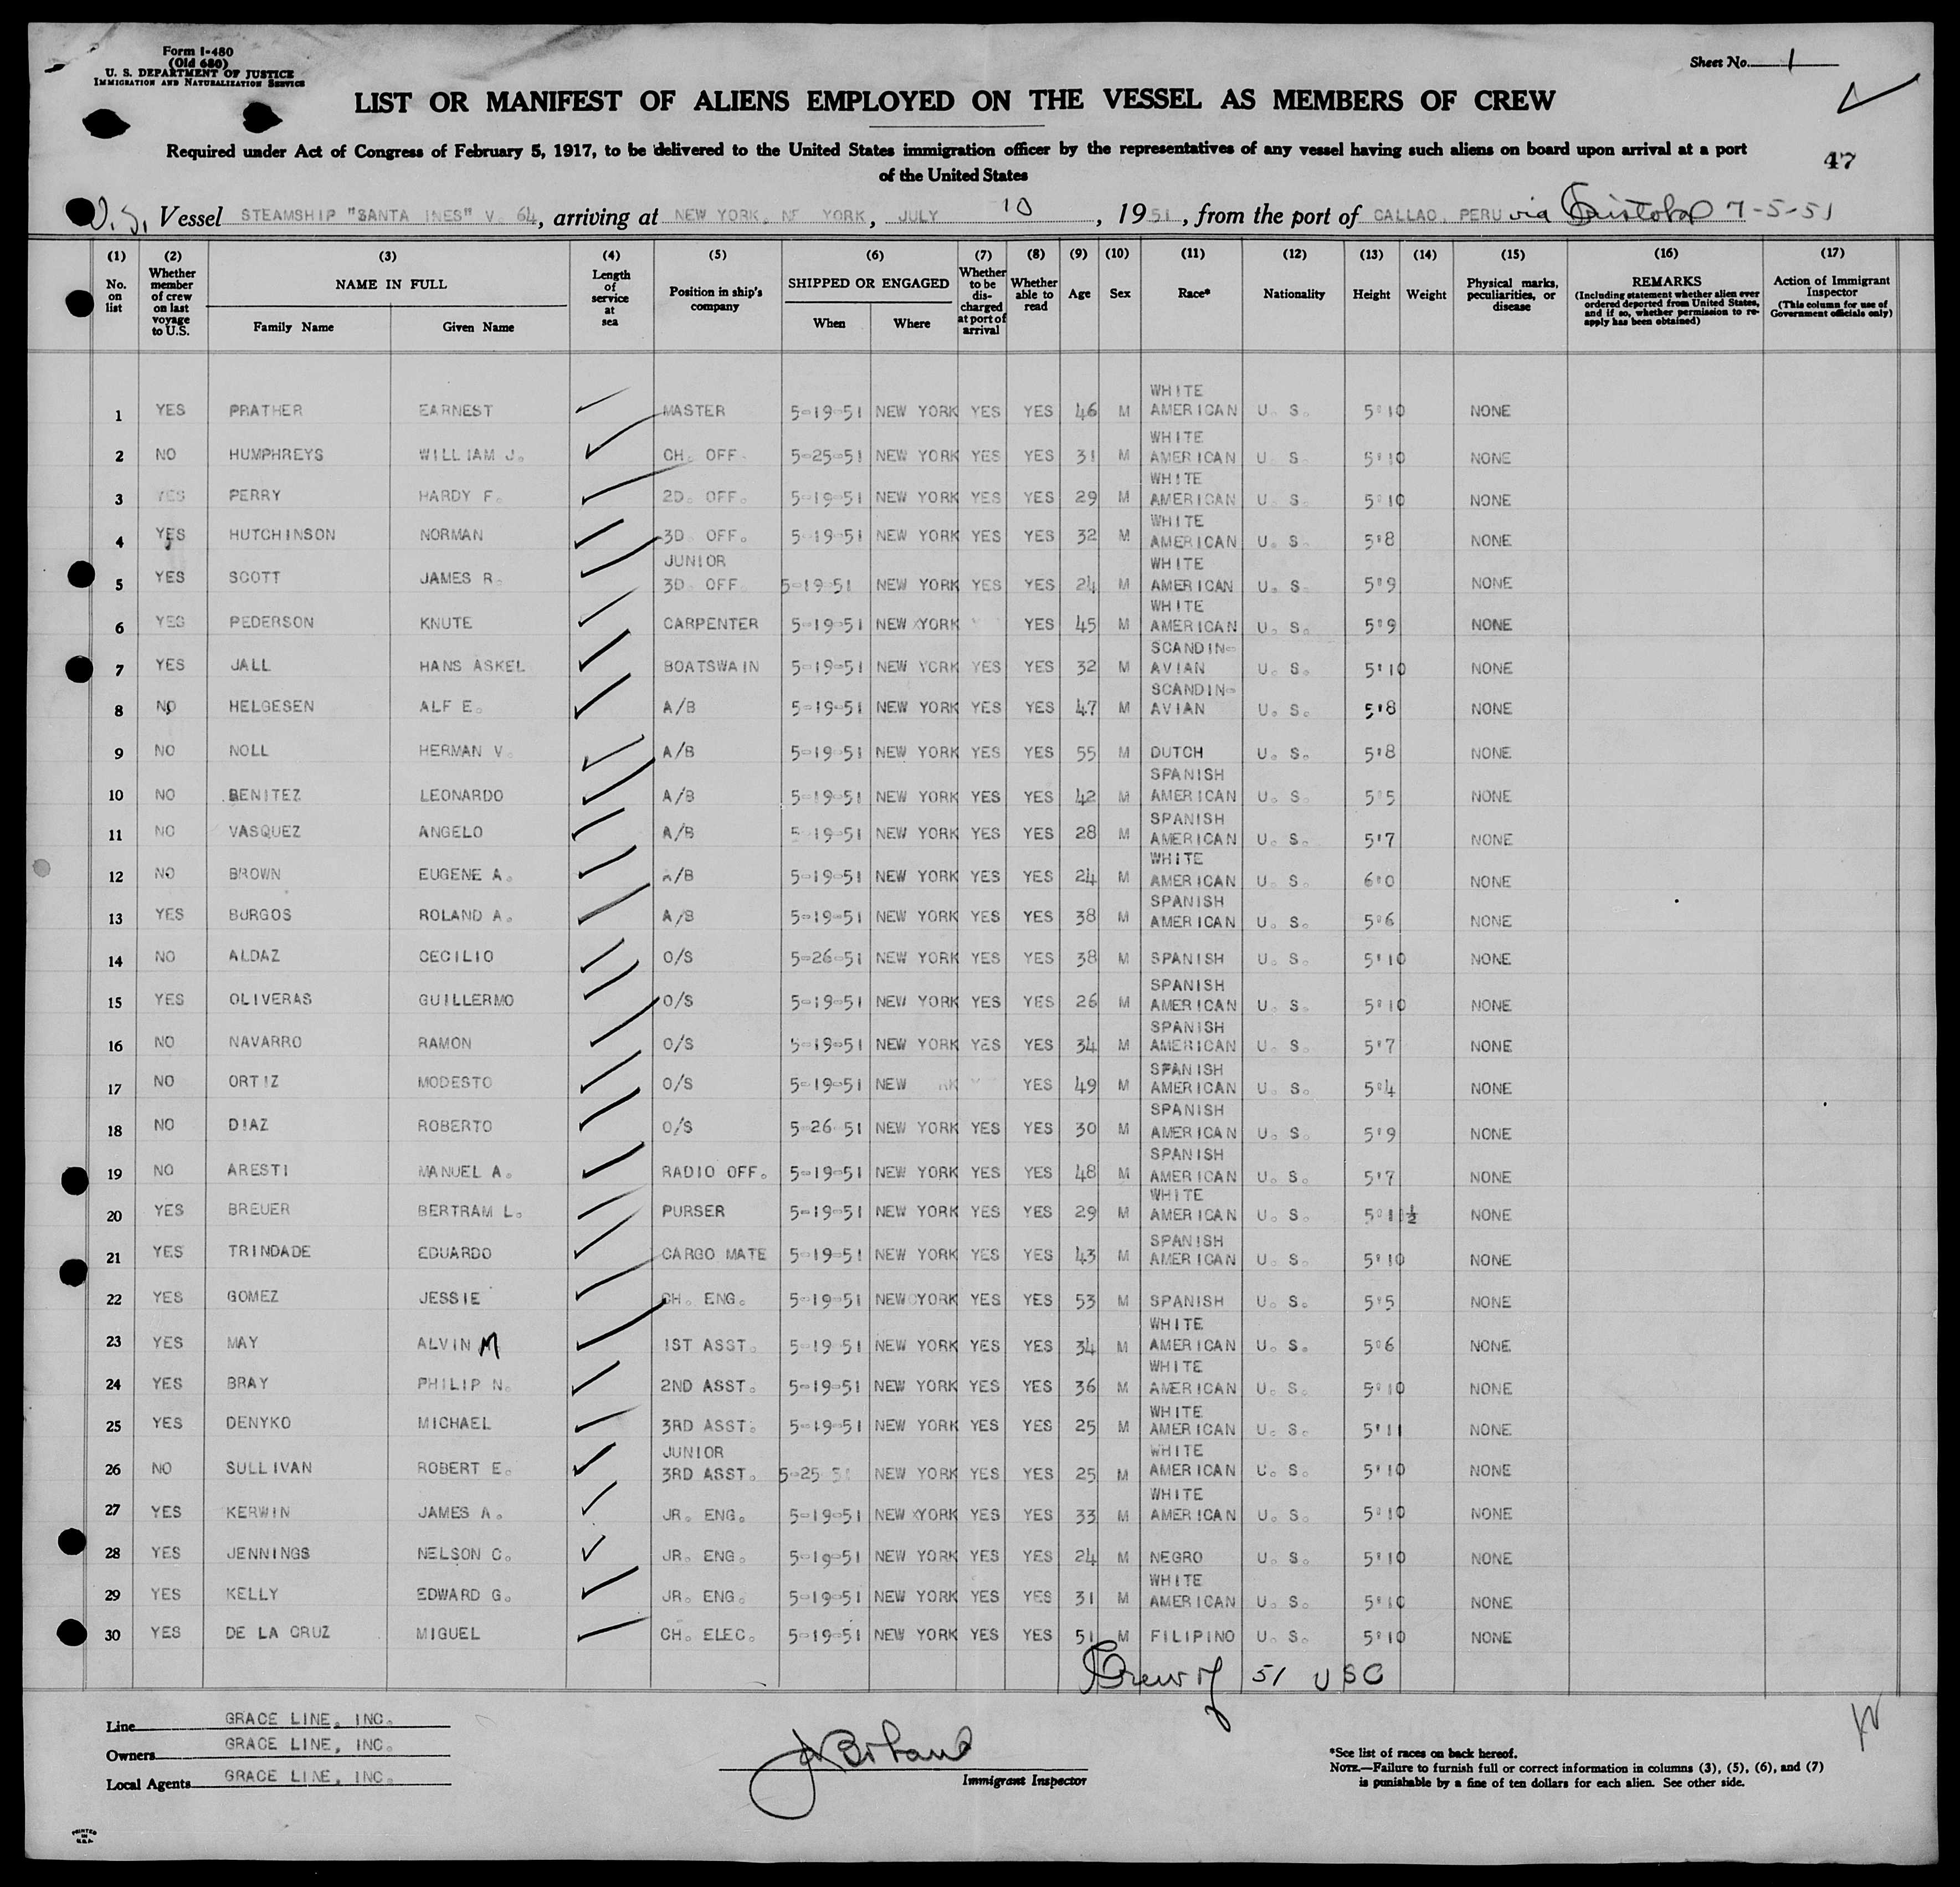 Form I-480
(Old 680)
U. S. DEPARTMENT OF JUSTICE
IMMIGRATION AND NATURALIZATION SERVICE
Sheet No. 1
LIST OR MANIFEST OF ALIENS EMPLOYED ON THE VESSEL AS MEMBERS OF CREW
Required under Act of Congress of February 5, 1917, to be delivered to the United States immigration officer by the representatives of any vessel having such aliens on board upon arrival at a port
of the United States
47
U.S. Vessel STEAMSHIP "SANTA INES" V. 64, arriving at NEW YORK, NE YORK, JULY 10, 1951, from the port of CALLAO, PERU via Cristobal 7-5-51
(1) No. on list (2) Whether member of crew on last voyage to U.S. (3) NAME IN FULL Family Name Given Name (4) Length of service at sea (5) Position in ship's company (6) SHIPPED OR ENGAGED When Where (7) Whether to be discharged at port of arrival (8) Whether able to read (9) Age (10) Sex (11) Race* (12) Nationality (13) Height (14) Weight (15) Physical marks, peculiarities, or disease (16) REMARKS (Including statement whether alien ever ordered deported from United States, and if so, whether permission to reapply has been obtained) (17) Action of Immigrant Inspector (This column for use of Government officials only)
1 YES PRATHER EARNEST MASTER 5-19-51 NEW YORK YES YES 46 M WHITE AMERICAN U. S. 5'10 NONE
2 NO HUMPHREYS WILLIAM J. CH. OFF. 5-25-51 NEW YORK YES YES 31 M WHITE AMERICAN U. S. 5'10 NONE
3 YES PERRY HARDY F. 2D. OFF. 5-19-51 NEW YORK YES YES 29 M WHITE AMERICAN U. S. 5'10 NONE
4 YES HUTCHINSON NORMAN 3D OFF. 5-19-51 NEW YORK YES YES 32 M WHITE AMERICAN U. S. 5'8 NONE
5 YES SCOTT JAMES R. JUNIOR 3D. OFF. 5-19-51 NEW YORK YES YES 24 M WHITE AMERICAN U. S. 5'9 NONE
6 YES PEDERSON KNUTE CARPENTER 5-19-51 NEW YORK Y YES 45 M WHITE AMERICAN U. S. 5'9 NONE
7 YES JALL HANS ASKEL BOATSWAIN 5-19-51 NEW YORK YES YES 32 M SCANDIN-AVIAN U. S. 5'10 NONE
8 NO HELGESEN ALF E. A/B 5-19-51 NEW YORK YES YES 47 M SCANDIN-AVIAN U. S. 5'8 NONE
9 NO NOLL HERMAN V. A/B 5-19-51 NEW YORK YES YES 55 M DUTCH U. S. 5'8 NONE
10 NO BENITEZ LEONARDO A/B 5-19-51 NEW YORK YES YES 42 M SPANISH AMERICAN U. S. 5'5 NONE
11 NO VASQUEZ ANGELO A/B 5-19-51 NEW YORK YES YES 28 M SPANISH AMERICAN U. S. 5'7 NONE
12 NO BROWN EUGENE A. A/B 5-19-51 NEW YORK YES YES 24 M WHITE AMERICAN U. S. 6'0 NONE
13 YES BURGOS ROLAND A. A/B 5-19-51 NEW YORK YES YES 38 M SPANISH AMERICAN U. S. 5'6 NONE
14 NO ALDAZ CECILIO O/S 5-26-51 NEW YORK YES YES 38 M SPANISH U. S. 5'10 NONE
15 YES OLIVERAS GUILLERMO O/S 5-19-51 NEW YORK YES YES 26 M SPANISH AMERICAN U. S. 5'10 NONE
16 NO NAVARRO RAMON O/S 5-19-51 NEW YORK YES YES 34 M SPANISH AMERICAN U. S. 5'7 NONE
17 NO ORTIZ MODESTO O/S 5-19-51 NEW RK Y YES 49 M SPANISH AMERICAN U. S. 5'4 NONE
18 NO DIAZ ROBERTO O/S 5-26-51 NEW YORK YES YES 30 M SPANISH AMERICAN U. S. 5'9 NONE
19 NO ARESTI MANUEL A. RADIO OFF. 5-19-51 NEW YORK YES YES 48 M SPANISH AMERICAN U. S. 5'7 NONE
20 YES BREUER BERTRAM L. PURSER 5-19-51 NEW YORK YES YES 29 M WHITE AMERICAN U. S. 5'11½ NONE
21 YES TRINDADE EDUARDO CARGO MATE 5-19-51 NEW YORK YES YES 43 M SPANISH AMERICAN U. S. 5'10 NONE
22 YES GOMEZ JESSIE CH. ENG. 5-19-51 NEW YORK YES YES 53 M SPANISH U. S. 5'5 NONE
23 YES MAY ALVIN M 1ST ASST. 5-19-51 NEW YORK YES YES 34 M WHITE AMERICAN U. S. 5'6 NONE
24 YES BRAY PHILIP N. 2ND ASST. 5-19-51 NEW YORK YES YES 36 M WHITE AMERICAN U. S. 5'10 NONE
25 YES DENYKO MICHAEL 3RD ASST. 5-19-51 NEW YORK YES YES 25 M WHITE AMERICAN U. S. 5'11 NONE
26 NO SULLIVAN ROBERT E. JUNIOR 3RD ASST. 5-25-51 NEW YORK YES YES 25 M WHITE AMERICAN U. S. 5'10 NONE
27 YES KERWIN JAMES A. JR. ENG. 5-19-51 NEW YORK YES YES 33 M WHITE AMERICAN U. S. 5'10 NONE
28 YES JENNINGS NELSON C. JR. ENG. 5-19-51 NEW YORK YES YES 24 M NEGRO U. S. 5'10 NONE
29 YES KELLY EDWARD G. JR. ENG. 5-19-51 NEW YORK YES YES 31 M WHITE AMERICAN U. S. 5'10 NONE
30 YES DE LA CRUZ MIGUEL CH. ELEC. 5-19-51 NEW YORK YES YES 51 M FILIPINO U. S. 5'10 NONE
Crew of 51 USC
Line GRACE LINE, INC.
Owners GRACE LINE, INC.
Local Agents GRACE LINE, INC.
Immigrant Inspector
*See list of races on back hereof.
NOTE.—Failure to furnish full or correct information in columns (3), (5), (6), and (7)
is punishable by a fine of ten dollars for each alien. See other side.
PRINTED
IN
U.S.A.